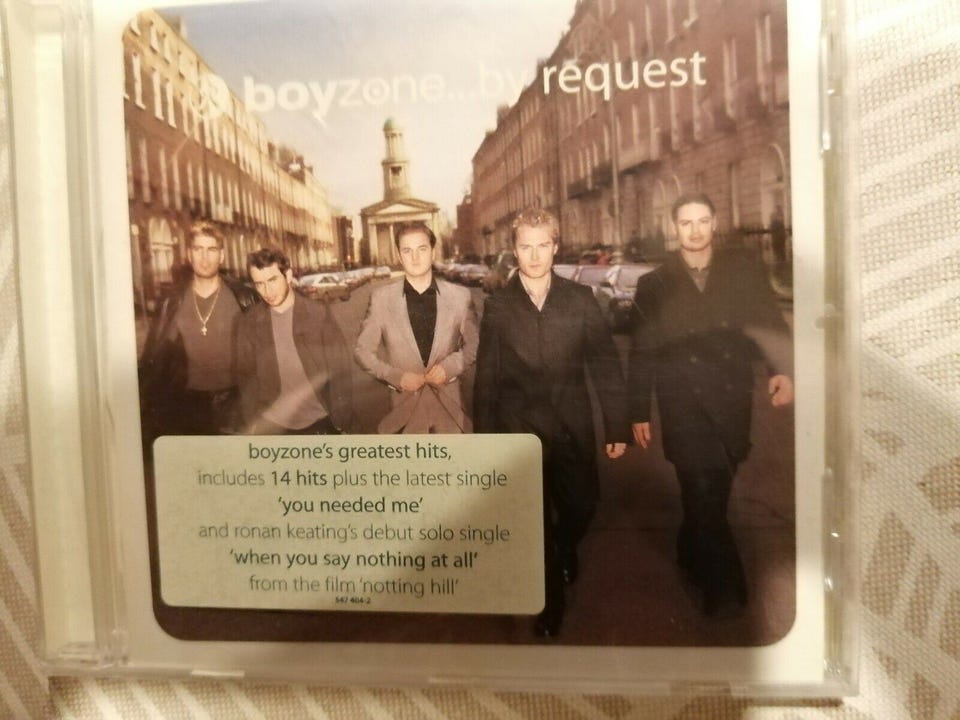 boyzone...by request
boyzone's greatest hits,
includes 14 hits plus the latest single
'you needed me'
and ronan keating's debut solo single
'when you say nothing at all'
from the film 'notting hill'
547 404-2